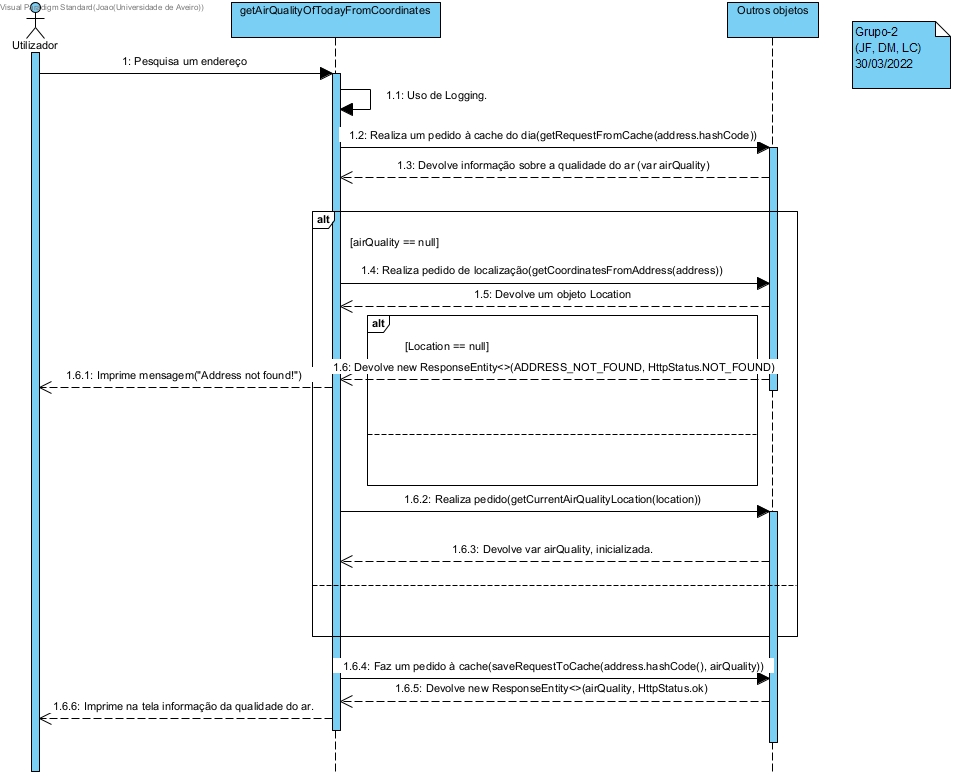 Visual Paradigm Standard(Joao(Universidade de Aveiro))
getAirQualityOfTodayFromCoordinates
Outros objetos
Grupo-2
(JF, DM, LC)
30/03/2022
Utilizador
1: Pesquisa um endereço
1.1: Uso de Logging.
1.2: Realiza um pedido à cache do dia(getRequestFromCache(address.hashCode))
1.3: Devolve informação sobre a qualidade do ar (var airQuality)
alt
[airQuality == null]
1.4: Realiza pedido de localização(getCoordinatesFromAddress(address))
1.5: Devolve um objeto Location
alt
[Location == null]
1.6: Devolve new ResponseEntity<>(ADDRESS_NOT_FOUND, HttpStatus.NOT_FOUND)
1.6.1: Imprime mensagem("Address not found!")
1.6.2: Realiza pedido(getCurrentAirQualityLocation(location))
1.6.3: Devolve var airQuality, inicializada.
1.6.4: Faz um pedido à cache(saveRequestToCache(address.hashCode(), airQuality))
1.6.5: Devolve new ResponseEntity<>(airQuality, HttpStatus.ok)
1.6.6: Imprime na tela informação da qualidade do ar.